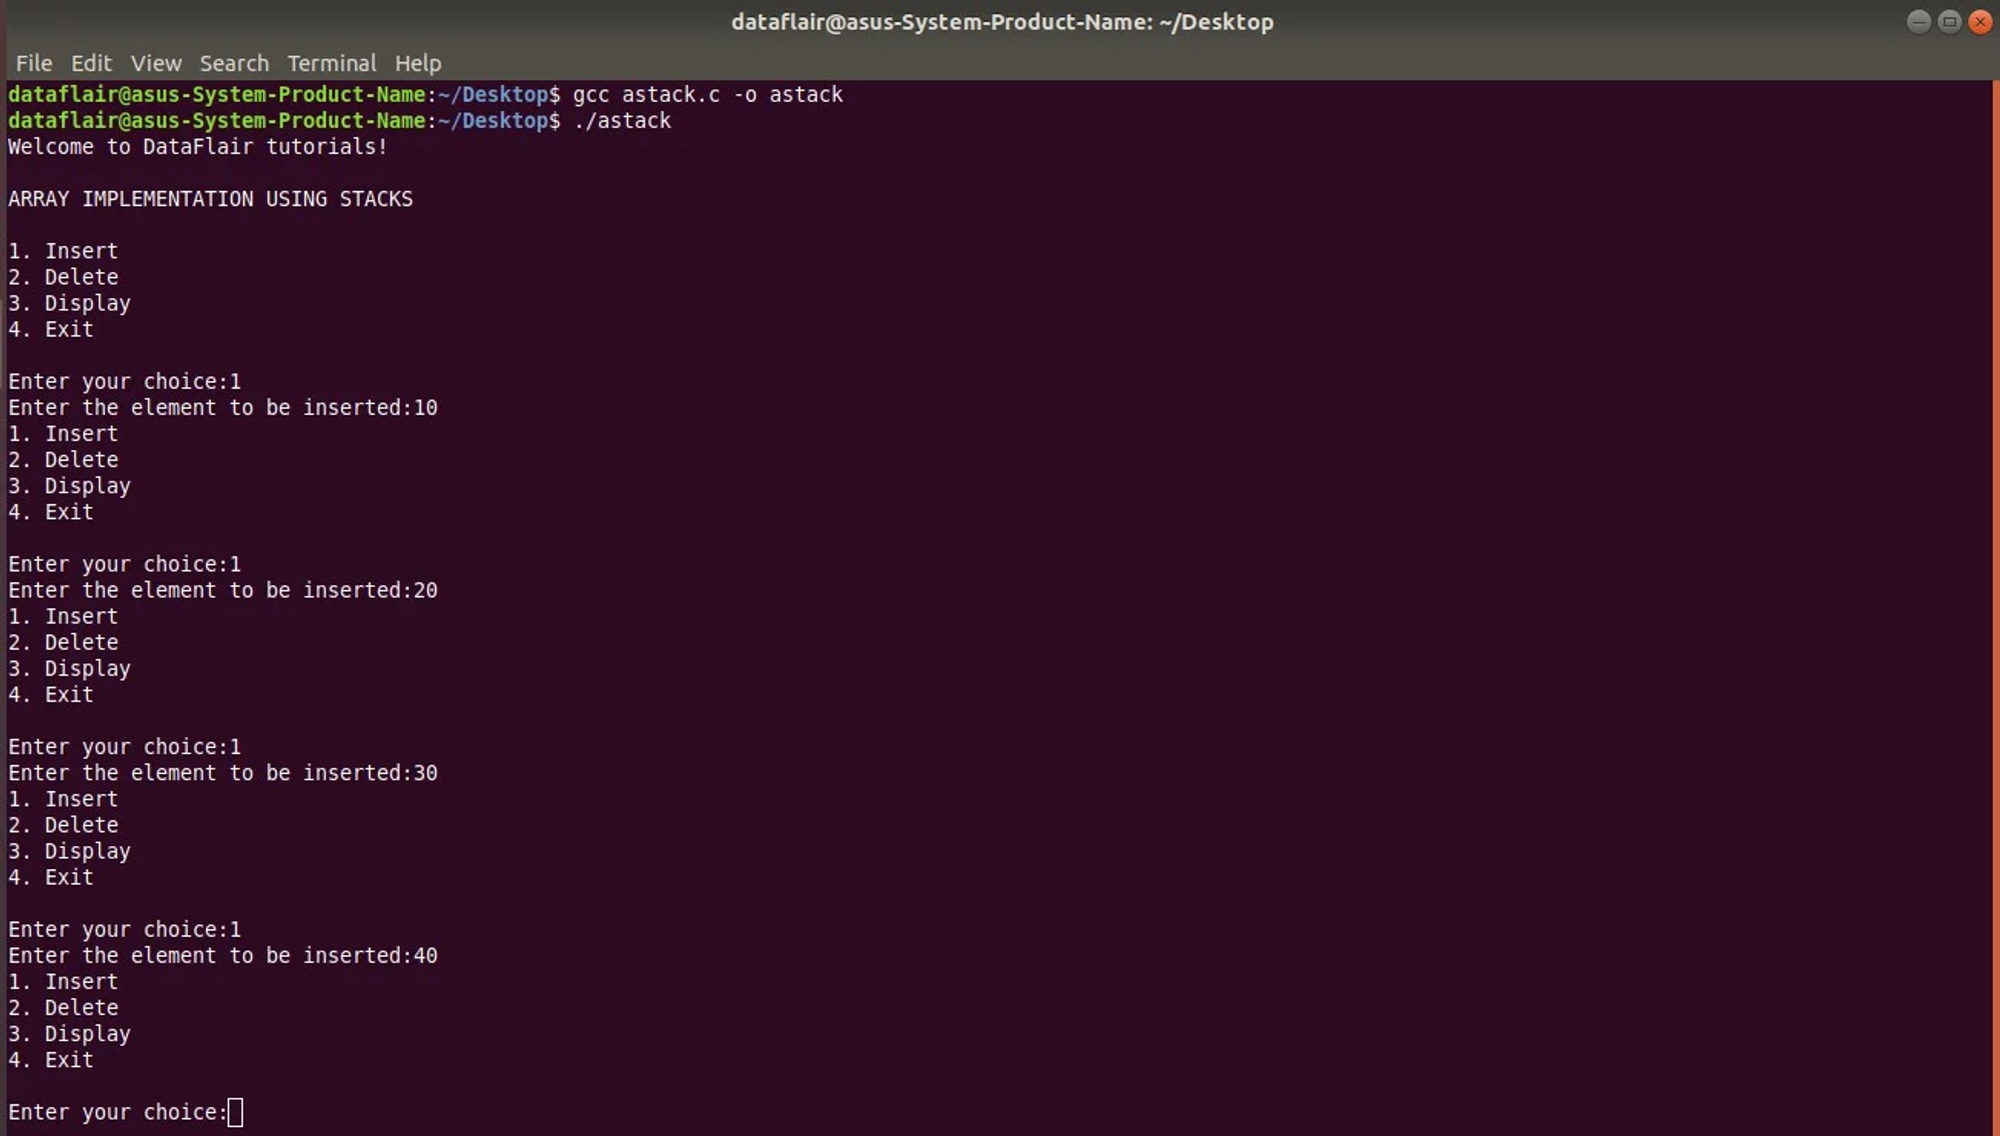 dataflair@asus-System-Product-Name: ~/Desktop
File Edit View Search Terminal Help
dataflair@asus-System-Product-Name:~/Desktop$ gcc astack.c -o astack
dataflair@asus-System-Product-Name:~/Desktop$ ./astack
Welcome to DataFlair tutorials!
ARRAY IMPLEMENTATION USING STACKS
1. Insert
2. Delete
3. Display
4. Exit
Enter your choice:1
Enter the element to be inserted:10
1. Insert
2. Delete
3. Display
4. Exit
Enter your choice:1
Enter the element to be inserted:20
1. Insert
2. Delete
3. Display
4. Exit
Enter your choice:1
Enter the element to be inserted:30
1. Insert
2. Delete
3. Display
4. Exit
Enter your choice:1
Enter the element to be inserted:40
1. Insert
2. Delete
3. Display
4. Exit
Enter your choice: